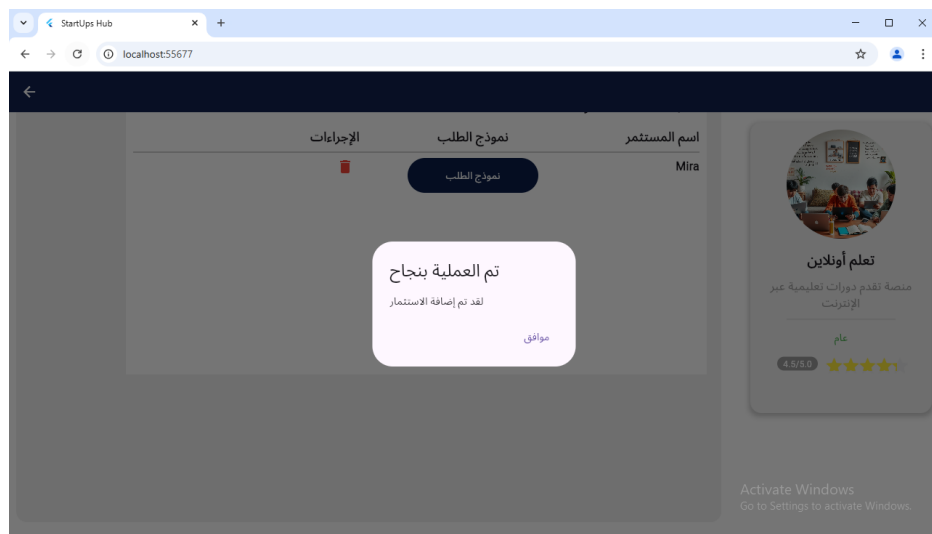 StartUps Hub
localhost:55677
اسم المستثمر
نموذج الطلب
الإجراءات
Mira
نموذج الطلب
تم العملية بنجاح
لقد تم إضافة الاستثمار
موافق
تعلم أونلاين
منصة تقدم دورات تعليمية عبر
الإنترنت
عام
4.5/5.0
Activate Windows
Go to Settings to activate Windows.